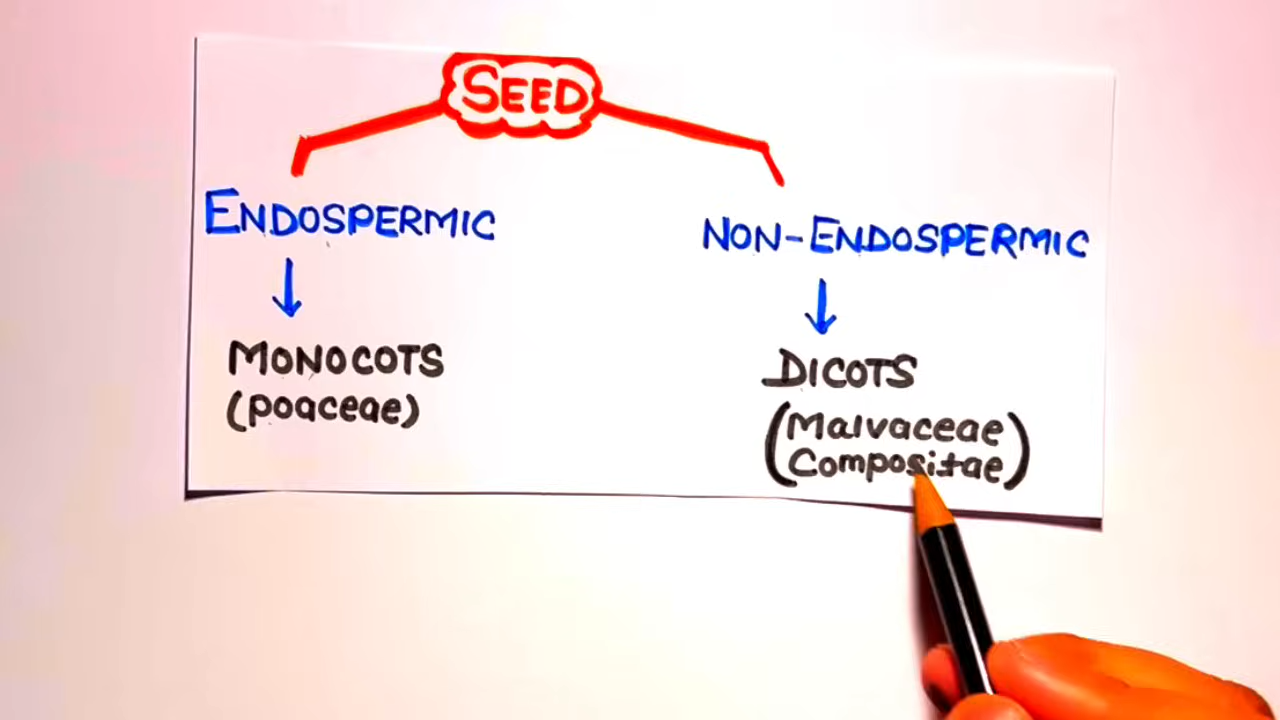 SEED
ENDOSPERMIC
NON-ENDOSPERMIC
MONOCOTS
(poaceae)
DICOTS
(Malvaceae
Compositae)